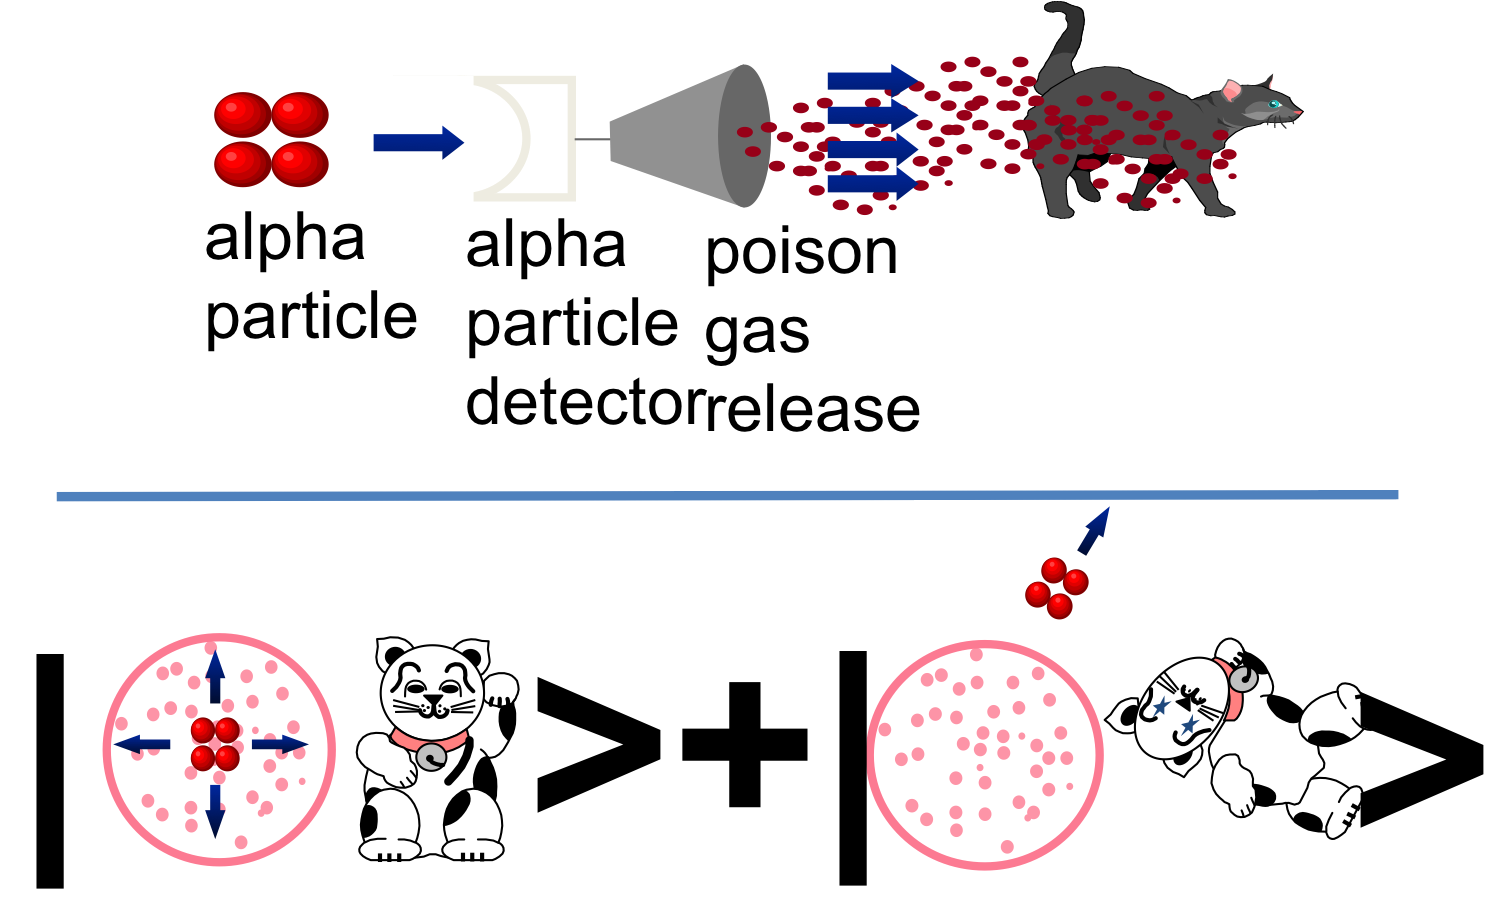 alpha
particle
alpha
particle
detector
poison
gas
release
| > + | >